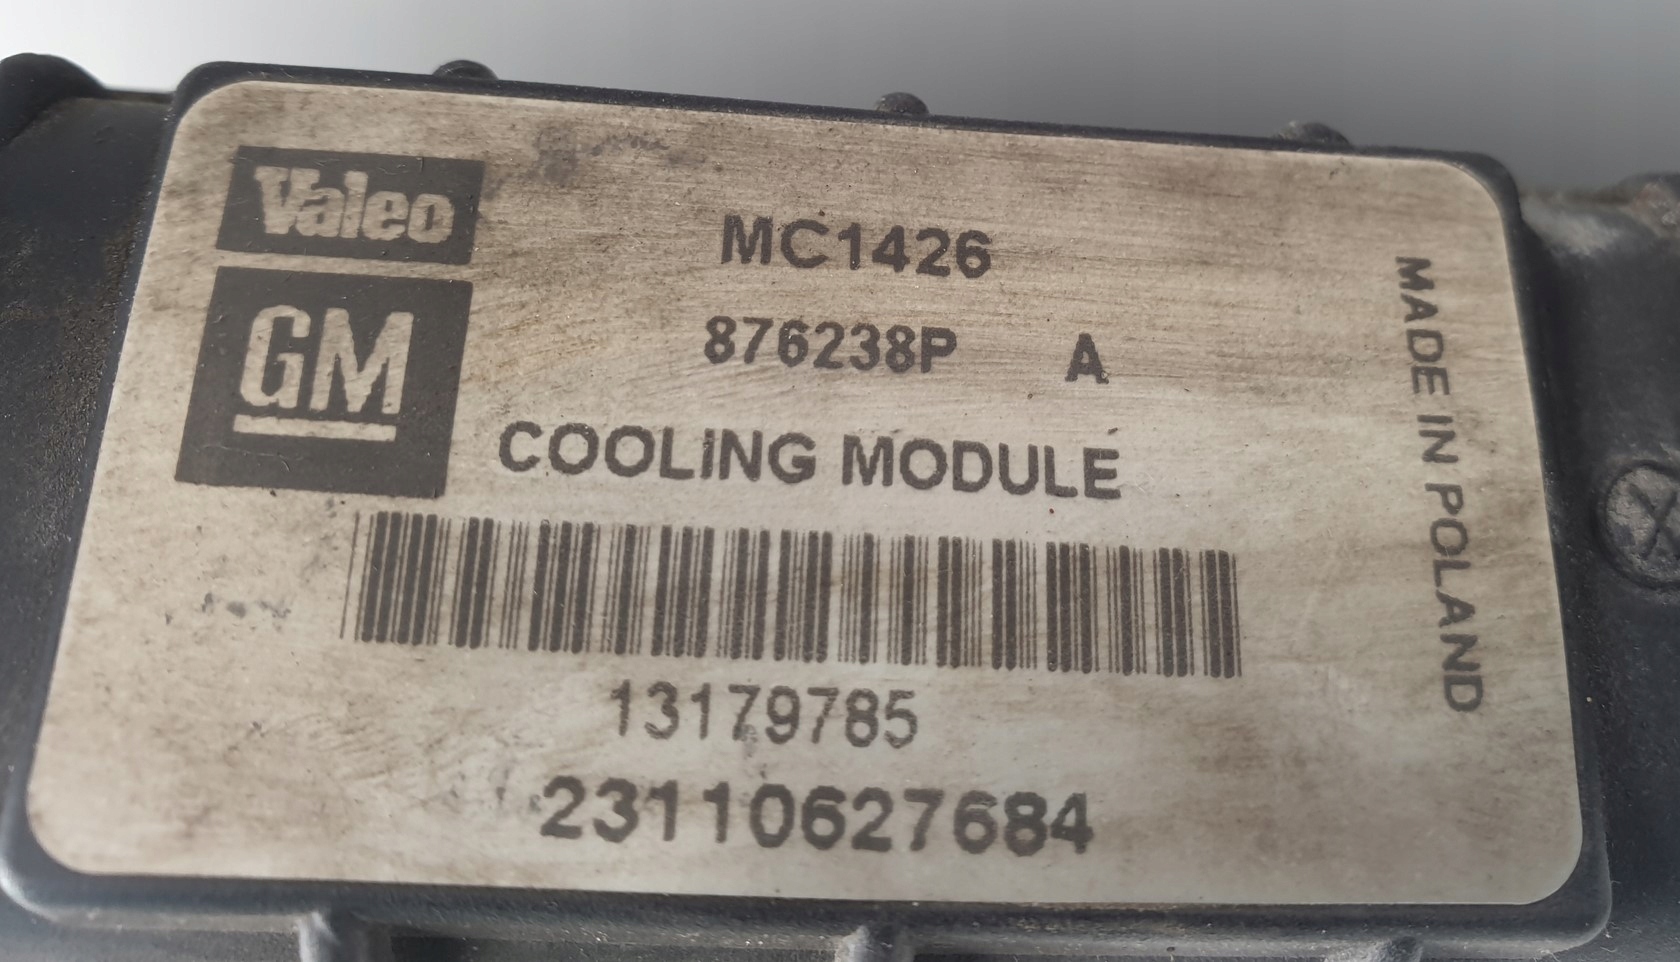 Valeo
GM
MC1426
876238P A
COOLING MODULE
13179785
23110627684
MADE IN POLAND